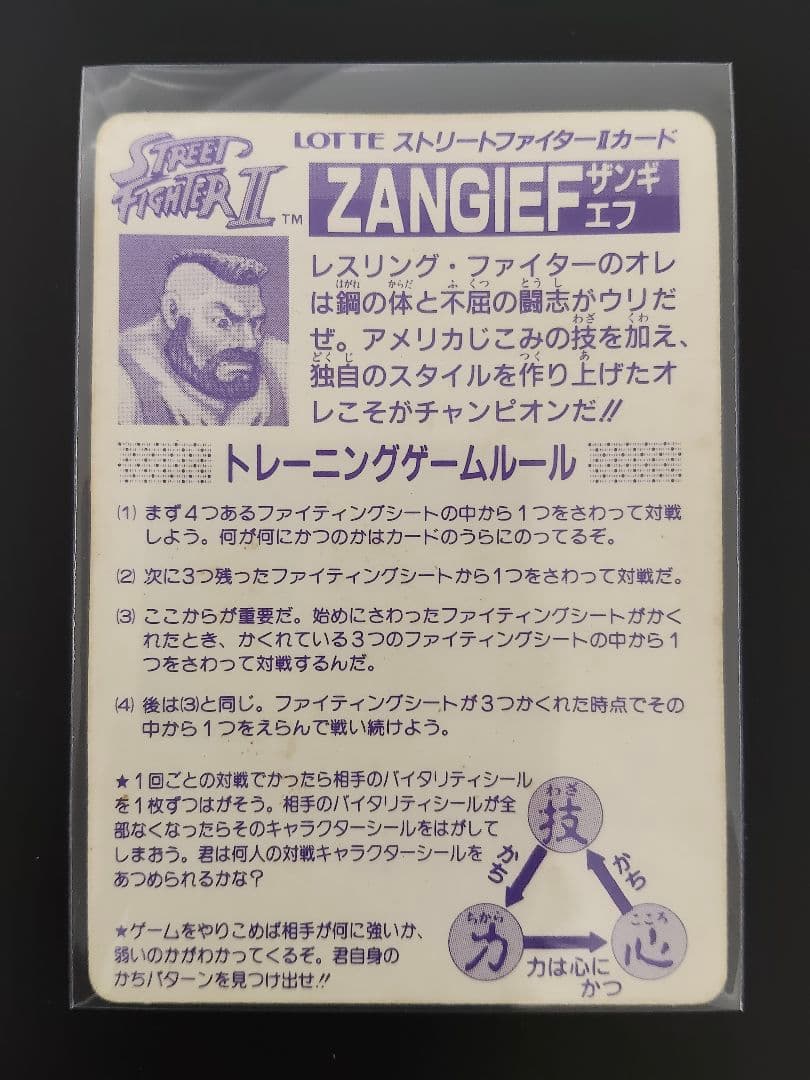 STREET
FIGHTER II TM
LOTTE ストリートファイターIIカード
ZANGIEF ザンギエフ
レスリング・ファイターのオレ
は鋼の体と不屈の闘志がウリだ
ぜ。アメリカじこみの技を加え、
独自のスタイルを作り上げたオ
レこそがチャンピオンだ!!
トレーニングゲームルール
(1) まず4つあるファイティングシートの中から1つをさわって対戦
しよう。何が何にかつのかはカードのうらにのってるぞ。
(2) 次に3つ残ったファイティングシートから1つをさわって対戦だ。
(3) ここからが重要だ。始めにさわったファイティングシートがかく
れたとき、かくれている3つのファイティングシートの中から1
つをさわって対戦するんだ。
(4) 後は(3)と同じ。ファイティングシートが3つかくれた時点でその
中から1つをえらんで戦い続けよう。
★1回ごとの対戦でかったら相手のバイタリティシール
を1枚ずつはがそう。相手のバイタリティシールが全
部なくなったらそのキャラクターシールをはがして
しまおう。君は何人の対戦キャラクターシールを
あつめられるかな?
★ゲームをやりこめば相手が何に強いか、
弱いのかがわかってくるぞ。君自身の
かちパターンを見つけ出せ!!
わざ
技
かち
かち
ちから
力
こころ
心
力は心に
かつ